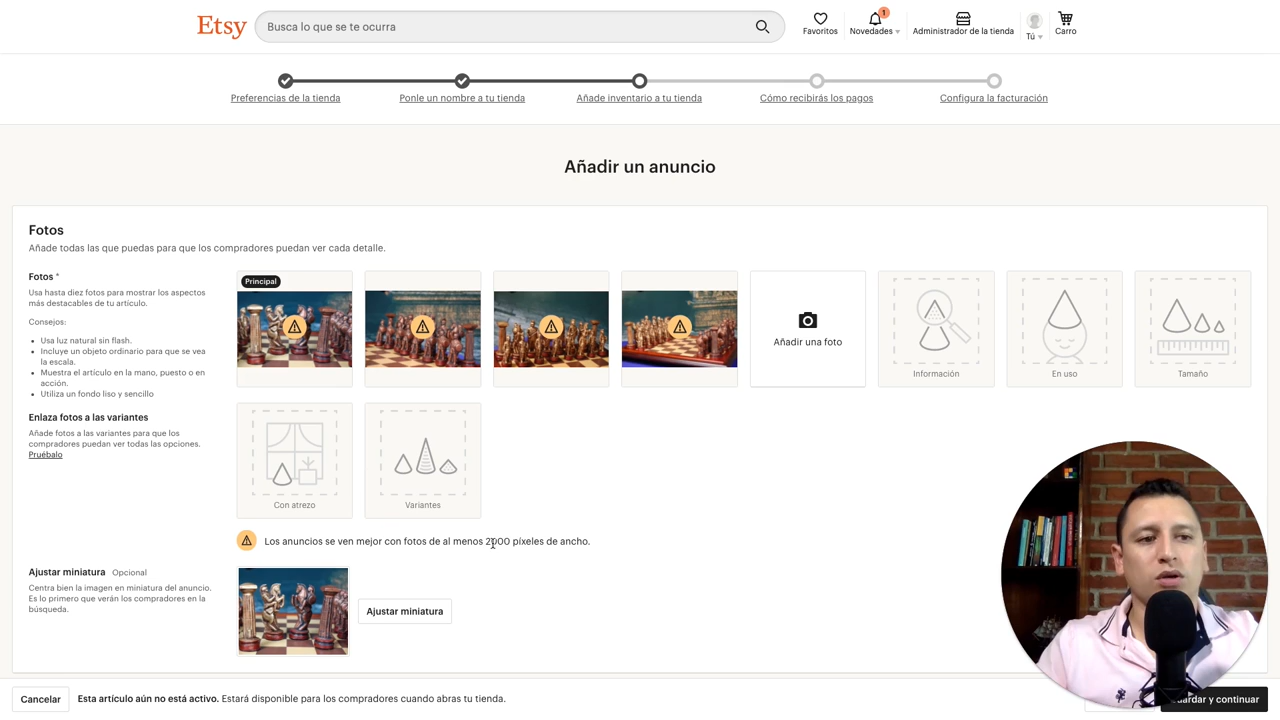 Etsy
Busca lo que se te ocurra
Favoritos
1
Novedades
Administrador de la tienda
Tú
Carro
Preferencias de la tienda
Ponle un nombre a tu tienda
Añade inventario a tu tienda
Cómo recibirás los pagos
Configura la facturación
Añadir un anuncio
Fotos
Añade todas las que puedas para que los compradores puedan ver cada detalle.
Fotos *
Usa hasta diez fotos para mostrar los aspectos
más destacables de tu artículo.
Consejos:
Usa luz natural sin flash.
Incluye un objeto ordinario para que se vea
la escala.
Muestra el artículo en la mano, puesto o en
acción.
Utiliza un fondo liso y sencillo
Enlaza fotos a las variantes
Añade fotos a las variantes para que los
compradores puedan ver todas las opciones.
Pruébalo
Principal
Añadir una foto
Información
En uso
Tamaño
Con atrezo
Variantes
Los anuncios se ven mejor con fotos de al menos 2000 píxeles de ancho.
Ajustar miniatura Opcional
Centra bien la imagen en miniatura del anuncio.
Es lo primero que verán los compradores en la
búsqueda.
Ajustar miniatura
Cancelar
Esta artículo aún no está activo. Estará disponible para los compradores cuando abras tu tienda.
y continuar